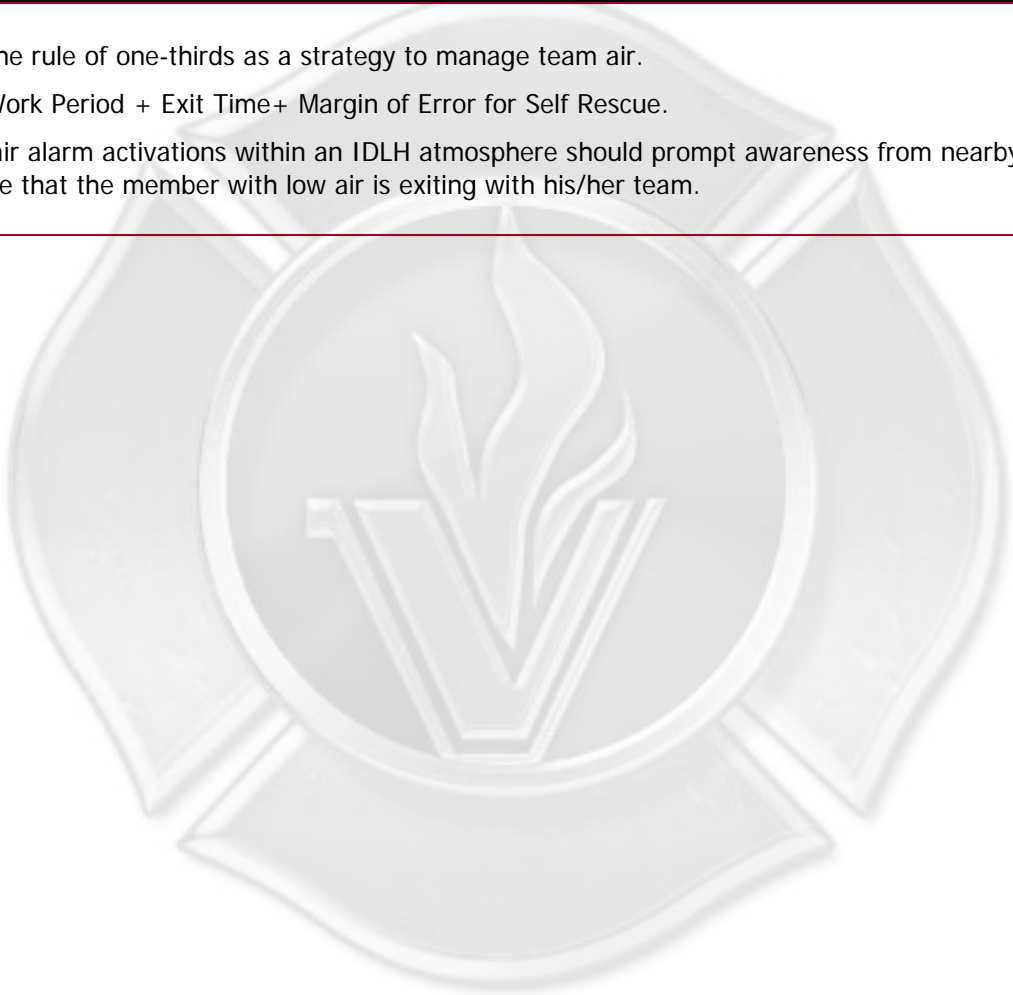 he rule of one-thirds as a strategy to manage team air.
Work Period + Exit Time+ Margin of Error for Self Rescue.
ir alarm activations within an IDLH atmosphere should prompt awareness from nearby
e that the member with low air is exiting with his/her team.
V